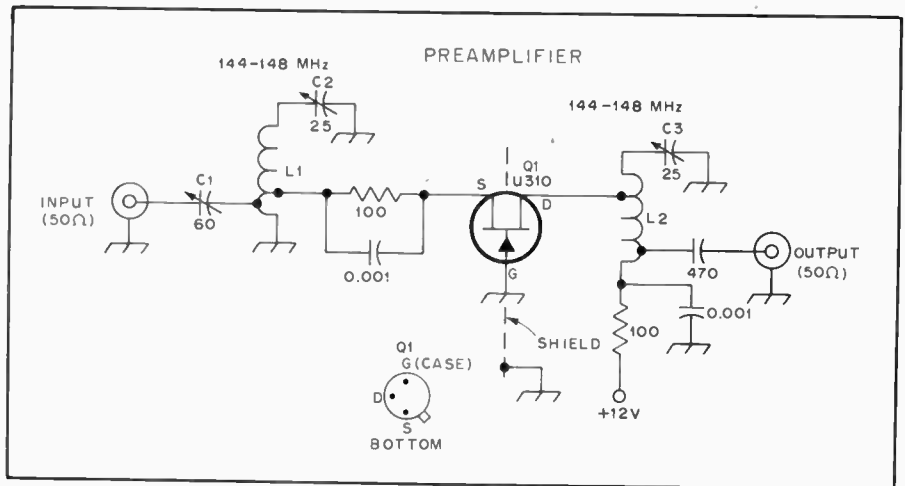 PREAMPLIFIER
144-148 MHz
C2
25
144-148 MHz
C3
25
L1
Q1
U310
S
D
C1
60
INPUT
(50Ω)
100
0.001
L2
G
470
OUTPUT
(50Ω)
0.001
100
SHIELD
+12V
Q1
G(CASE)
D
S
BOTTOM